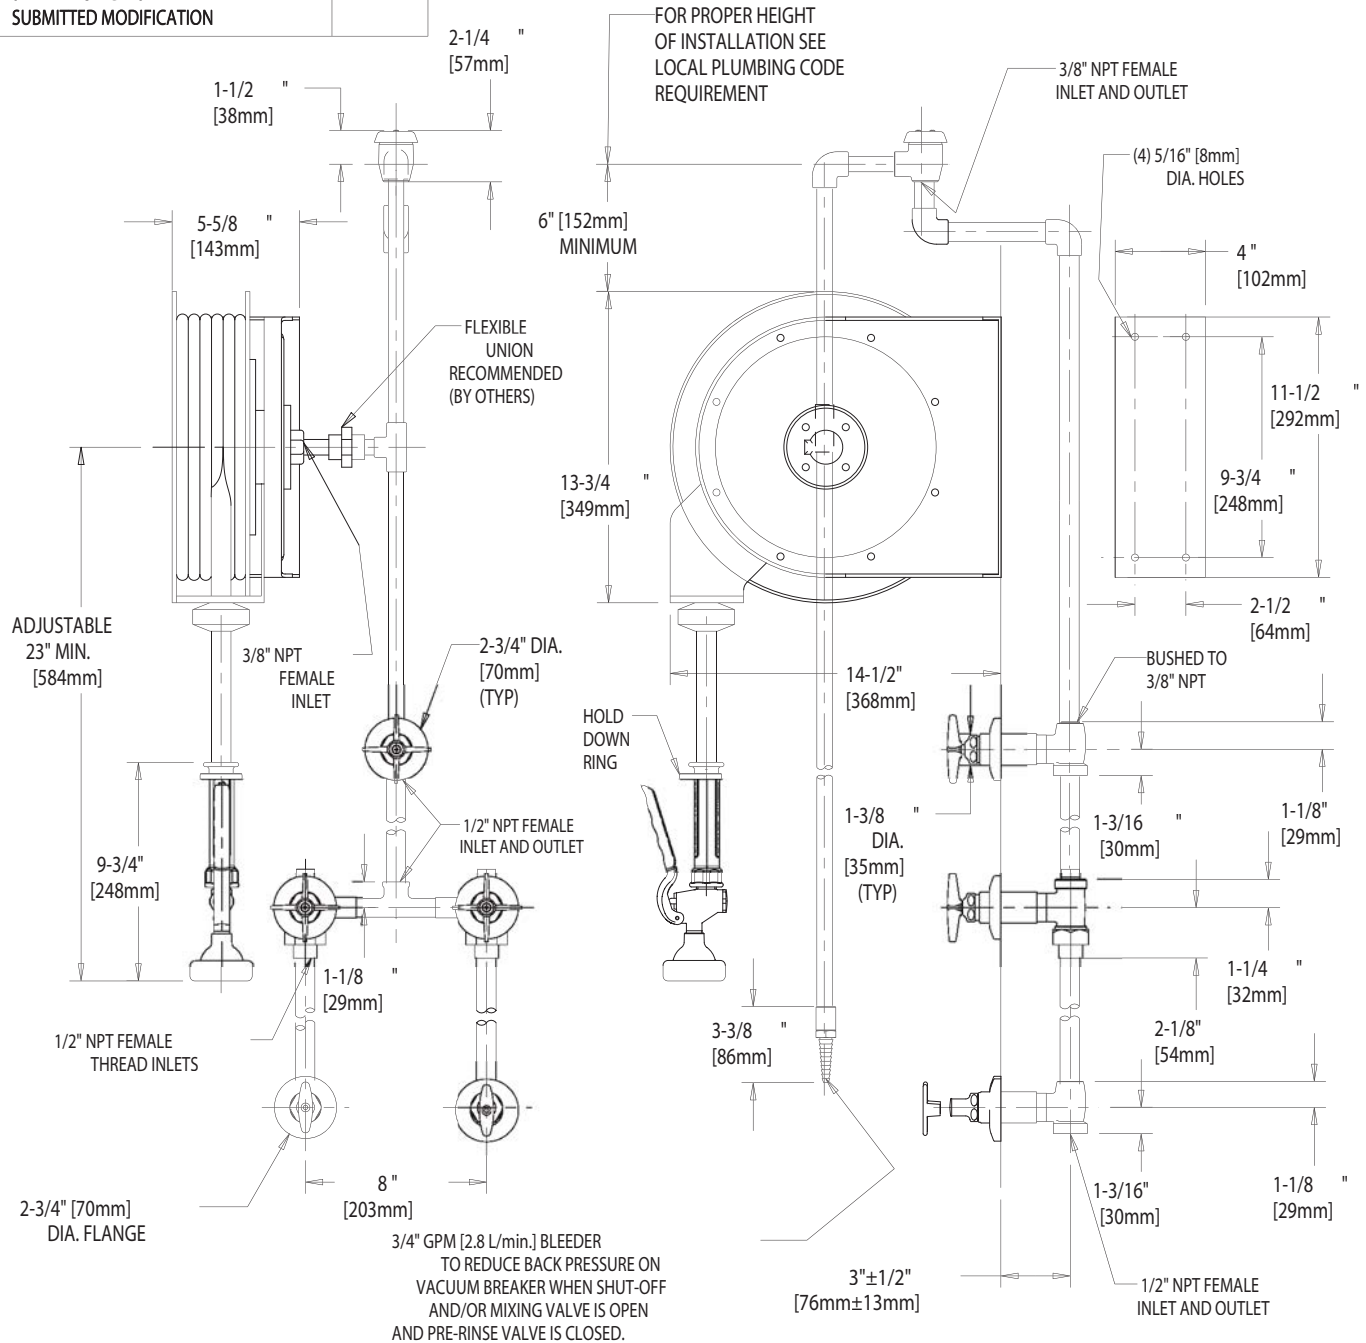 SUBMITTED MODIFICATION
2-1/4 "
[57mm]
1-1/2 "
[38mm]
FOR PROPER HEIGHT
OF INSTALLATION SEE
LOCAL PLUMBING CODE
REQUIREMENT
3/8" NPT FEMALE
INLET AND OUTLET
(4) 5/16" [8mm]
DIA. HOLES
5-5/8 "
[143mm]
6" [152mm]
MINIMUM
4 "
[102mm]
FLEXIBLE
UNION
RECOMMENDED
(BY OTHERS)
11-1/2 "
[292mm]
13-3/4 "
[349mm]
9-3/4 "
[248mm]
2-1/2 "
[64mm]
ADJUSTABLE
23" MIN.
[584mm]
3/8" NPT
FEMALE
INLET
2-3/4" DIA.
[70mm]
(TYP)
14-1/2"
[368mm]
BUSHED TO
3/8" NPT
HOLD
DOWN
RING
1-3/8 "
DIA.
[35mm]
(TYP)
1-3/16 "
[30mm]
1-1/8"
[29mm]
1/2" NPT FEMALE
INLET AND OUTLET
9-3/4"
[248mm]
1-1/8 "
[29mm]
1-1/4 "
[32mm]
1/2" NPT FEMALE
THREAD INLETS
3-3/8 "
[86mm]
2-1/8"
[54mm]
2-3/4" [70mm]
DIA. FLANGE
8 "
[203mm]
1-3/16"
[30mm]
1-1/8 "
[29mm]
3/4" GPM [2.8 L/min.] BLEEDER
TO REDUCE BACK PRESSURE ON
VACUUM BREAKER WHEN SHUT-OFF
AND/OR MIXING VALVE IS OPEN
AND PRE-RINSE VALVE IS CLOSED.
3"±1/2"
[76mm±13mm]
1/2" NPT FEMALE
INLET AND OUTLET